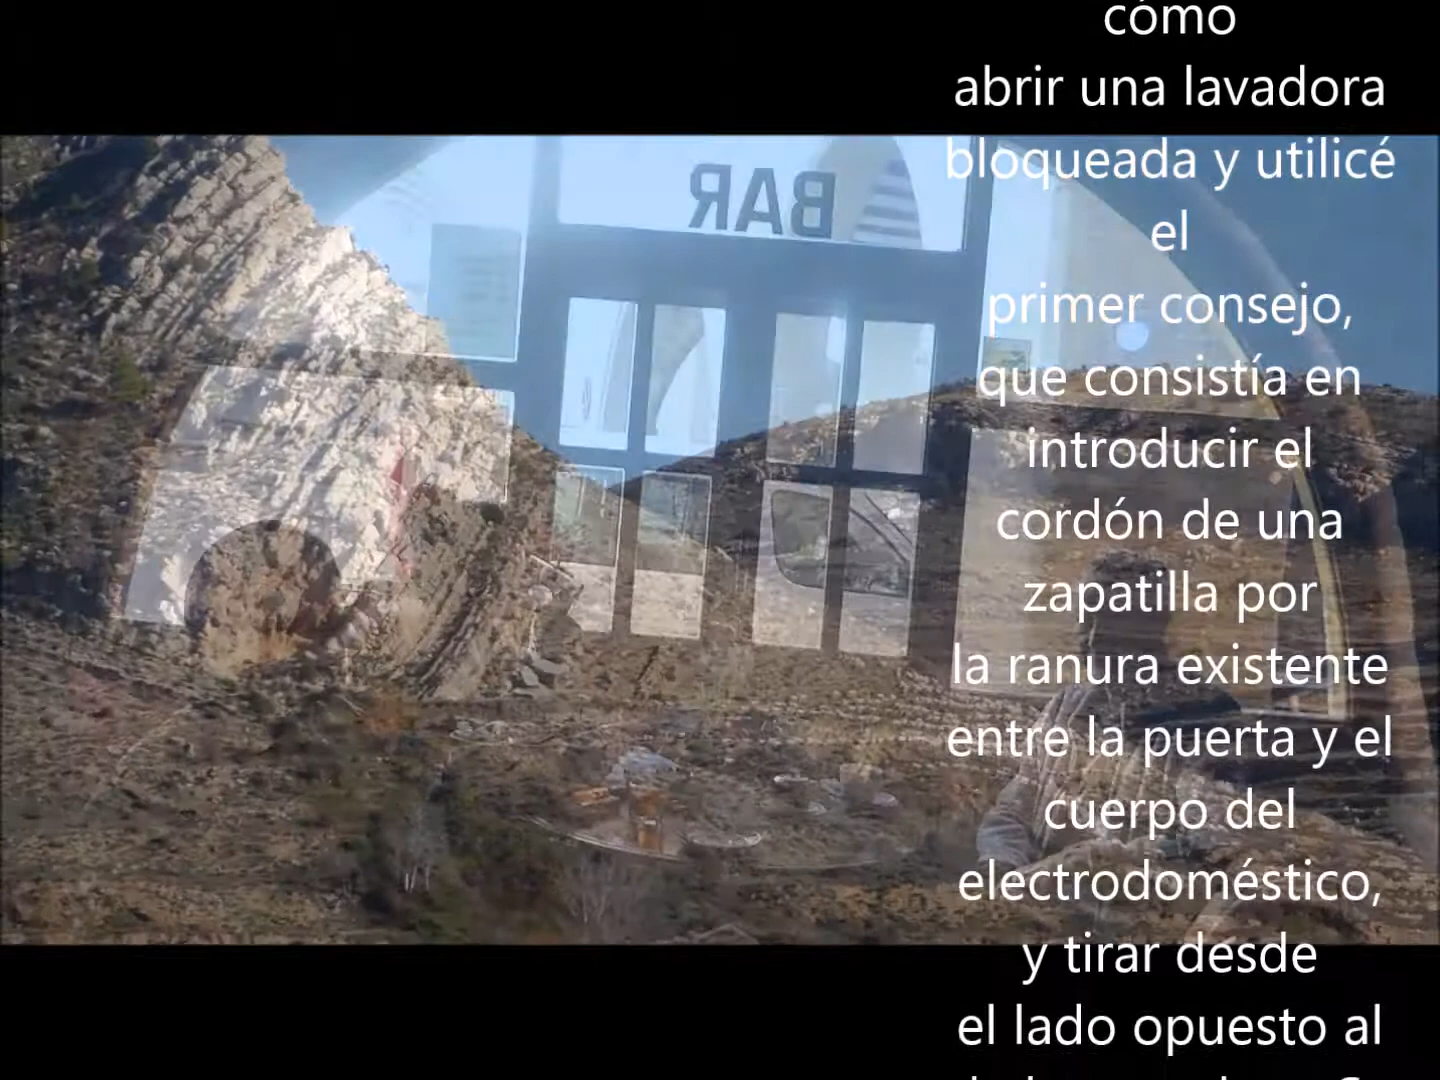 cómo
abrir una lavadora
bloqueada y utilicé
el
primer consejo,
que consistía en
introducir el
cordón de una
zapatilla por
la ranura existente
entre la puerta y el
cuerpo del
electrodoméstico,
y tirar desde
el lado opuesto al
BAR